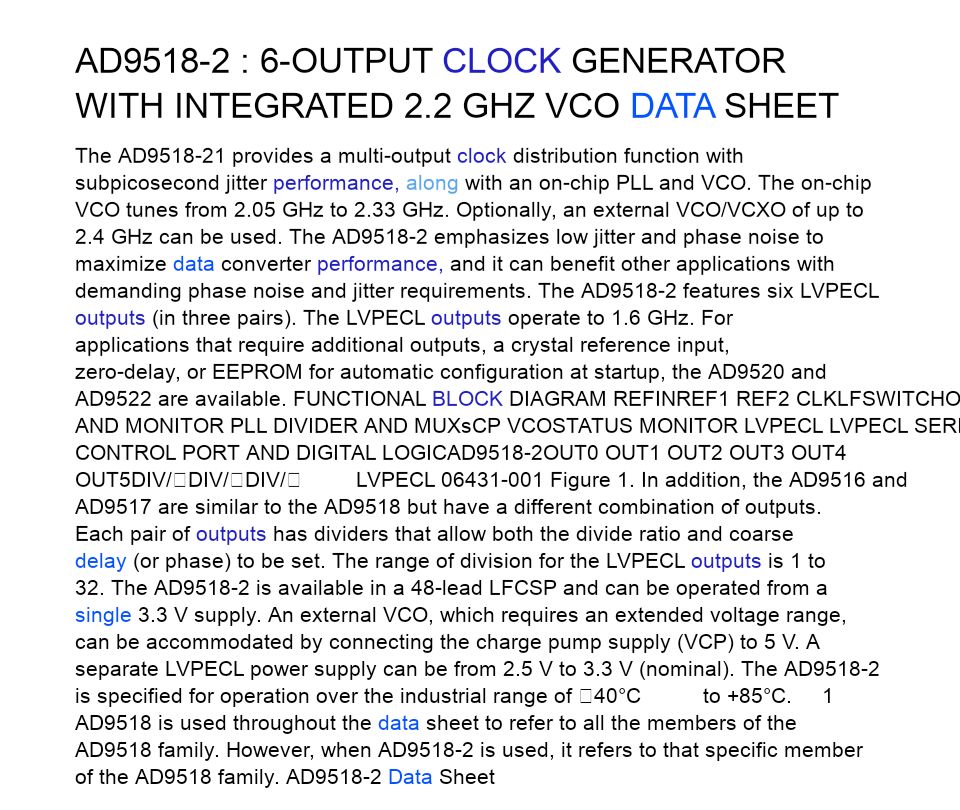 AD9518-2 : 6-OUTPUT CLOCK GENERATOR
WITH INTEGRATED 2.2 GHZ VCO DATA SHEET
The AD9518-21 provides a multi-output clock distribution function with
subpicosecond jitter performance, along with an on-chip PLL and VCO. The on-chip
VCO tunes from 2.05 GHz to 2.33 GHz. Optionally, an external VCO/VCXO of up to
2.4 GHz can be used. The AD9518-2 emphasizes low jitter and phase noise to
maximize data converter performance, and it can benefit other applications with
demanding phase noise and jitter requirements. The AD9518-2 features six LVPECL
outputs (in three pairs). The LVPECL outputs operate to 1.6 GHz. For
applications that require additional outputs, a crystal reference input,
zero-delay, or EEPROM for automatic configuration at startup, the AD9520 and
AD9522 are available. FUNCTIONAL BLOCK DIAGRAM REFINREF1 REF2 CLKLFSWITCHO
AND MONITOR PLL DIVIDER AND MUXsCP VCOSTATUS MONITOR LVPECL LVPECL SERI
CONTROL PORT AND DIGITAL LOGICAD9518-2OUT0 OUT1 OUT2 OUT3 OUT4
OUT5DIV/□DIV/□DIV/□ LVPECL 06431-001 Figure 1. In addition, the AD9516 and
AD9517 are similar to the AD9518 but have a different combination of outputs.
Each pair of outputs has dividers that allow both the divide ratio and coarse
delay (or phase) to be set. The range of division for the LVPECL outputs is 1 to
32. The AD9518-2 is available in a 48-lead LFCSP and can be operated from a
single 3.3 V supply. An external VCO, which requires an extended voltage range,
can be accommodated by connecting the charge pump supply (VCP) to 5 V. A
separate LVPECL power supply can be from 2.5 V to 3.3 V (nominal). The AD9518-2
is specified for operation over the industrial range of □40°C to +85°C. 1
AD9518 is used throughout the data sheet to refer to all the members of the
AD9518 family. However, when AD9518-2 is used, it refers to that specific member
of the AD9518 family. AD9518-2 Data Sheet